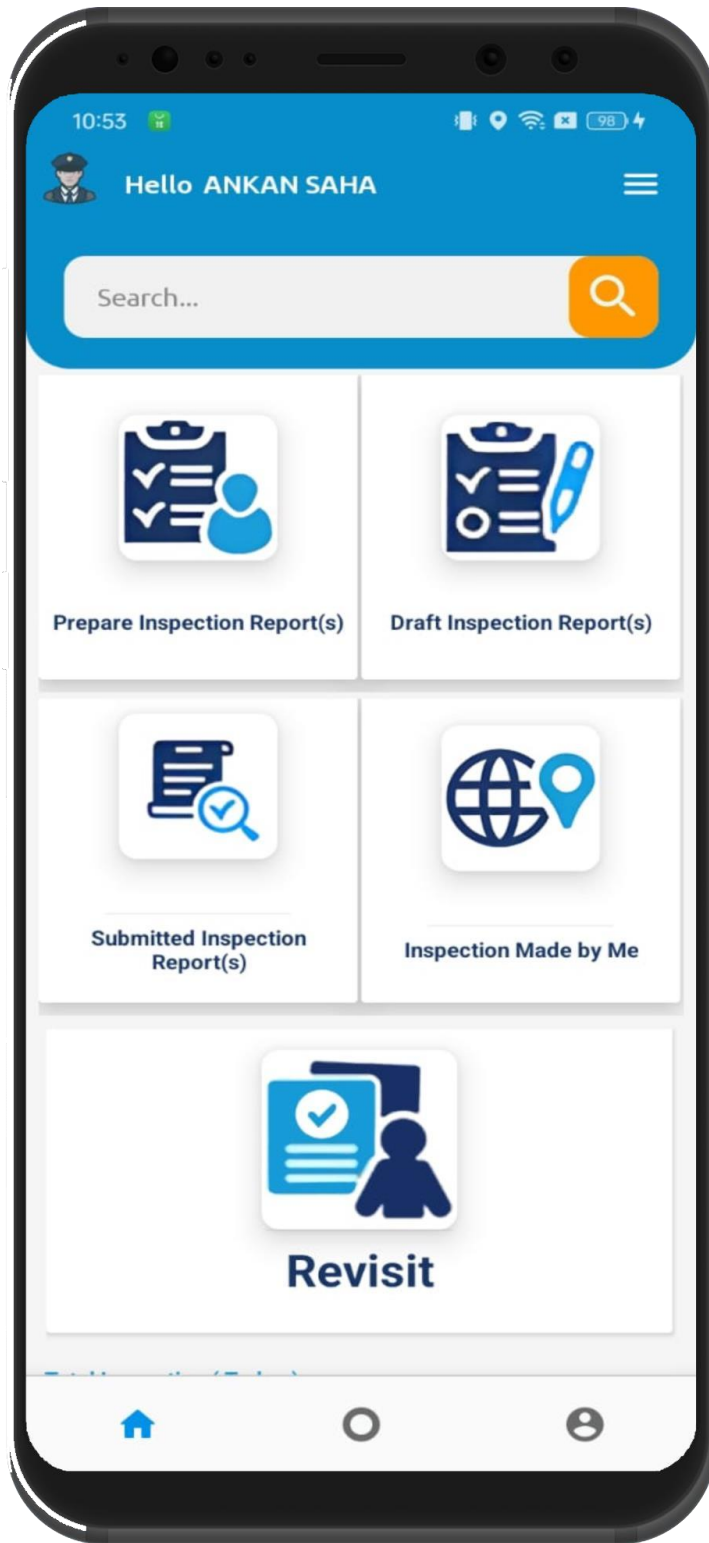 10:53
98
Hello ANKAN SAHA
Search...
Prepare Inspection Report(s)
Draft Inspection Report(s)
Submitted Inspection
Report(s)
Inspection Made by Me
Revisit